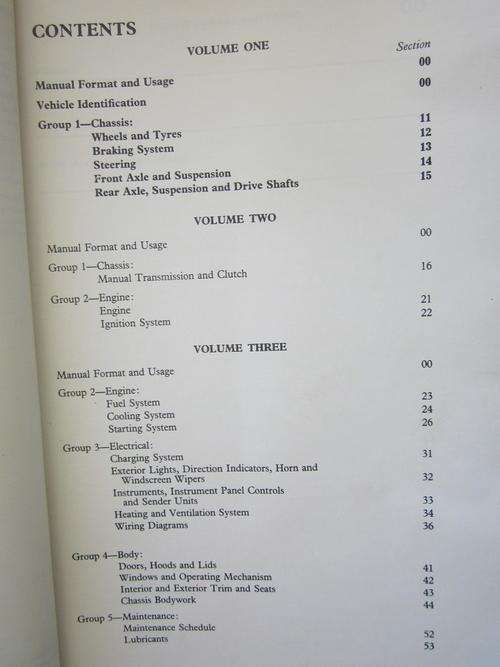 CONTENTS
VOLUME ONE
Section
Manual Format and Usage 00
Vehicle Identification 00
Group 1—Chassis:
Wheels and Tyres 11
Braking System 12
Steering 13
Front Axle and Suspension 14
Rear Axle, Suspension and Drive Shafts 15
VOLUME TWO
Manual Format and Usage 00
Group 1—Chassis:
Manual Transmission and Clutch 16
Group 2—Engine:
Engine 21
Ignition System 22
VOLUME THREE
Manual Format and Usage 00
Group 2—Engine:
Fuel System 23
Cooling System 24
Starting System 26
Group 3—Electrical:
Charging System 31
Exterior Lights, Direction Indicators, Horn and
Windscreen Wipers 32
Instruments, Instrument Panel Controls
and Sender Units 33
Heating and Ventilation System 34
Wiring Diagrams 36
Group 4—Body:
Doors, Hoods and Lids 41
Windows and Operating Mechanism 42
Interior and Exterior Trim and Seats 43
Chassis Bodywork 44
Group 5—Maintenance:
Maintenance Schedule 52
Lubricants 53